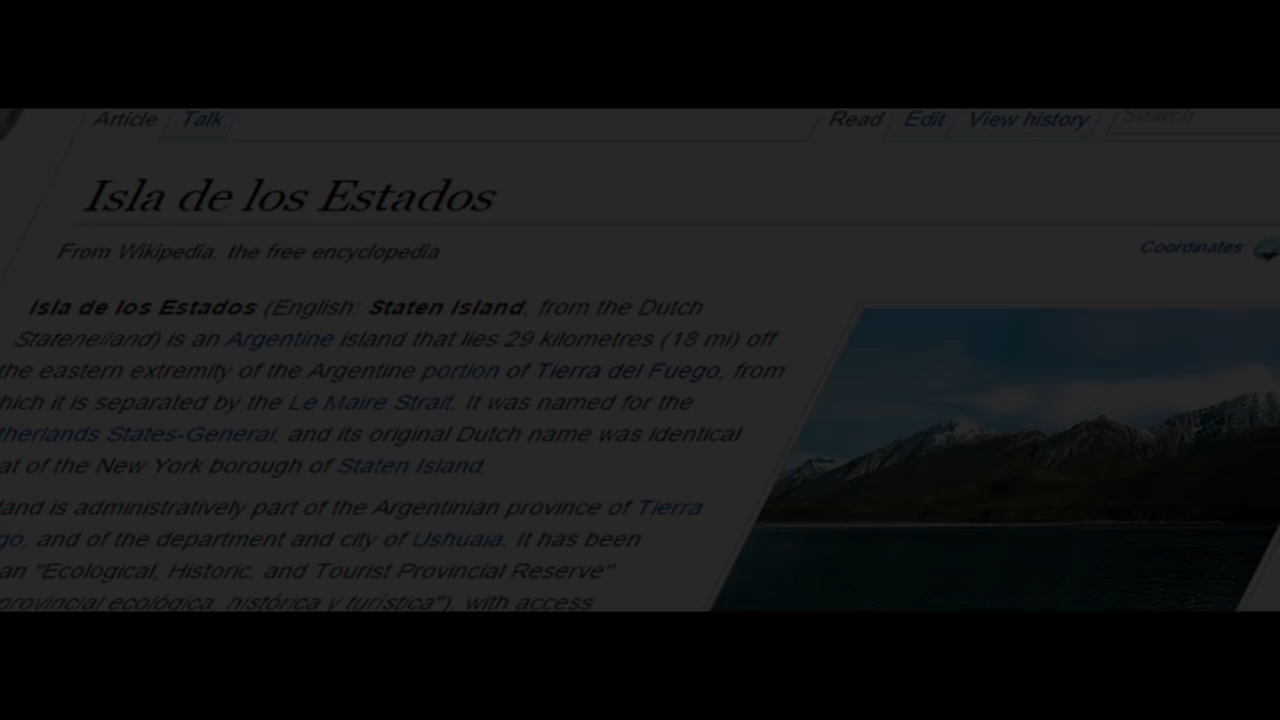 Article Talk Read Edit View history Search
Isla de los Estados
From Wikipedia, the free encyclopedia
Coordinates:
Isla de los Estados (English: Staten Island, from the Dutch
Stateneiland) is an Argentine island that lies 29 kilometres (18 mi) off
the eastern extremity of the Argentine portion of Tierra del Fuego, from
hich it is separated by the Le Maire Strait. It was named for the
therlands States-General, and its original Dutch name was identical
at of the New York borough of Staten Island.
land is administratively part of the Argentinian province of Tierra
go, and of the department and city of Ushuaia. It has been
an "Ecological, Historic, and Tourist Provincial Reserve"
provincial ecológica, histórica y turística"), with access